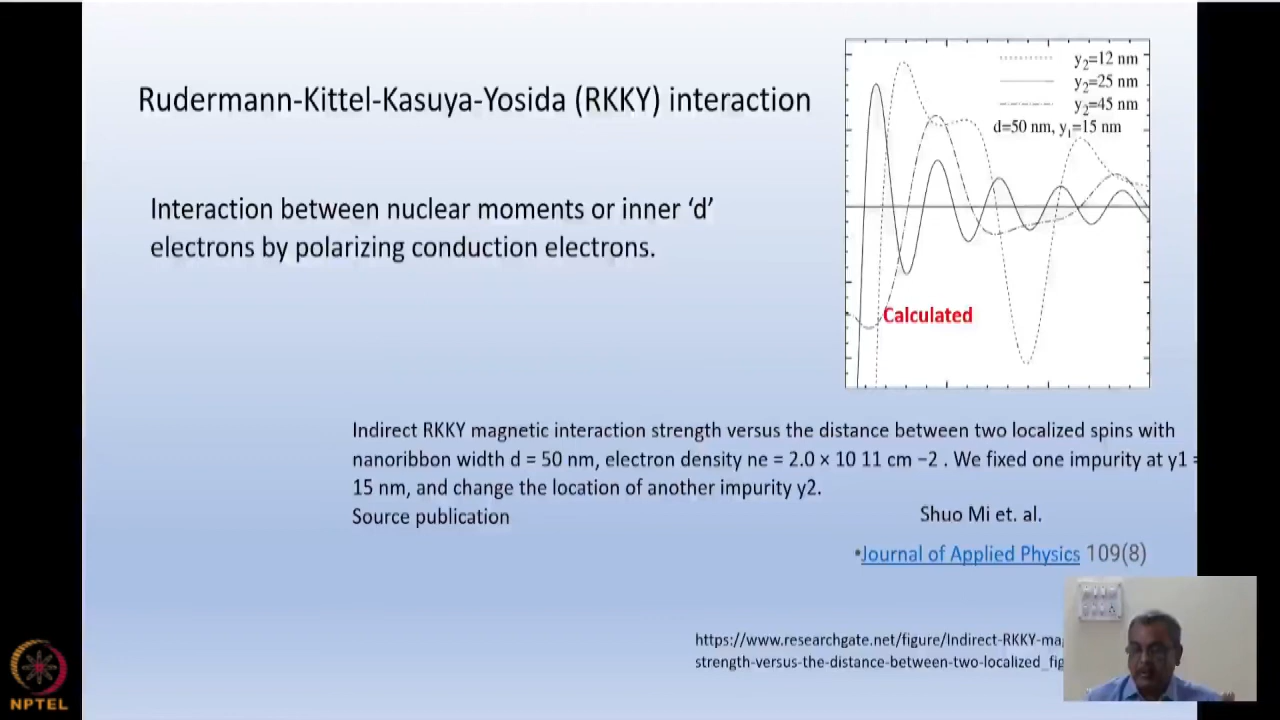 Rudermann-Kittel-Kasuya-Yosida (RKKY) interaction
Interaction between nuclear moments or inner ‘d’
electrons by polarizing conduction electrons.
y2=12 nm
y2=25 nm
y2=45 nm
d=50 nm, y1=15 nm
Calculated
Indirect RKKY magnetic interaction strength versus the distance between two localized spins with
nanoribbon width d = 50 nm, electron density ne = 2.0 × 10 11 cm −2 . We fixed one impurity at y1 =
15 nm, and change the location of another impurity y2.
Source publication
Shuo Mi et. al.
•Journal of Applied Physics 109(8)
https://www.researchgate.net/figure/Indirect-RKKY-ma
strength-versus-the-distance-between-two-localized_fig
NPTEL